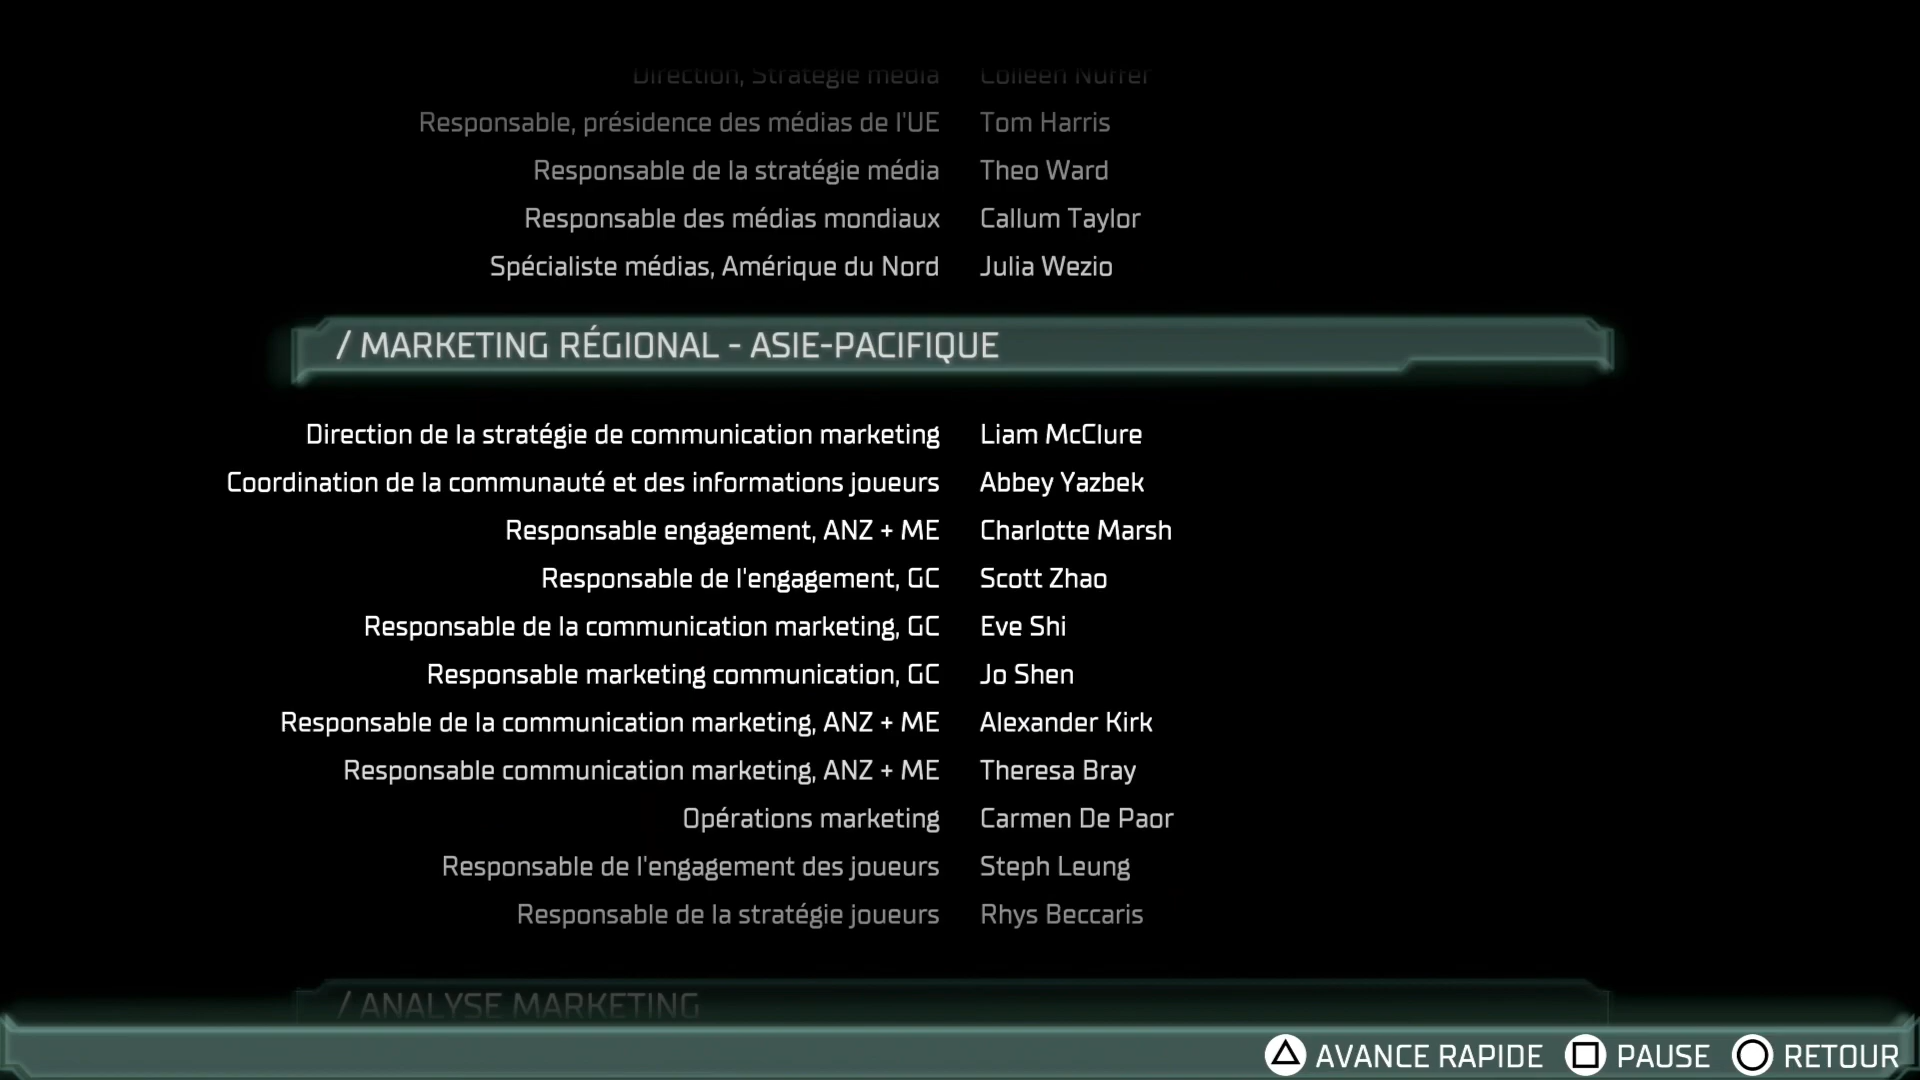 Direction, Stratégie média Colleen Nuffer
Responsable, présidence des médias de l'UE Tom Harris
Responsable de la stratégie média Theo Ward
Responsable des médias mondiaux Callum Taylor
Spécialiste médias, Amérique du Nord Julia Wezio
/ MARKETING RÉGIONAL - ASIE-PACIFIQUE
Direction de la stratégie de communication marketing Liam McClure
Coordination de la communauté et des informations joueurs Abbey Yazbek
Responsable engagement, ANZ + ME Charlotte Marsh
Responsable de l'engagement, GC Scott Zhao
Responsable de la communication marketing, GC Eve Shi
Responsable marketing communication, GC Jo Shen
Responsable de la communication marketing, ANZ + ME Alexander Kirk
Responsable communication marketing, ANZ + ME Theresa Bray
Opérations marketing Carmen De Paor
Responsable de l'engagement des joueurs Steph Leung
Responsable de la stratégie joueurs Rhys Beccaris
/ ANALYSE MARKETING
AVANCE RAPIDE PAUSE RETOUR